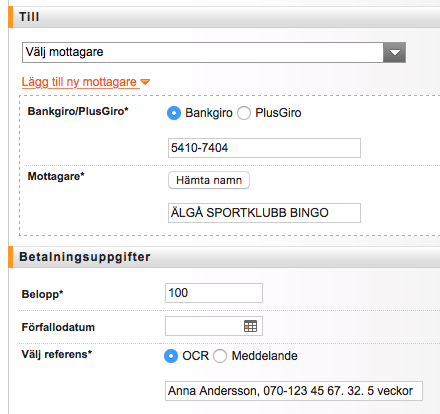 Till
Välj mottagare
Lägg till ny mottagare
Bankgiro/PlusGiro* Bankgiro PlusGiro
5410-7404
Mottagare* Hämta namn
ÄLGÅ SPORTKLUBB BINGO
Betalningsuppgifter
Belopp* 100
Förfallodatum
Välj referens* OCR Meddelande
Anna Andersson, 070-123 45 67. 32. 5 veckor